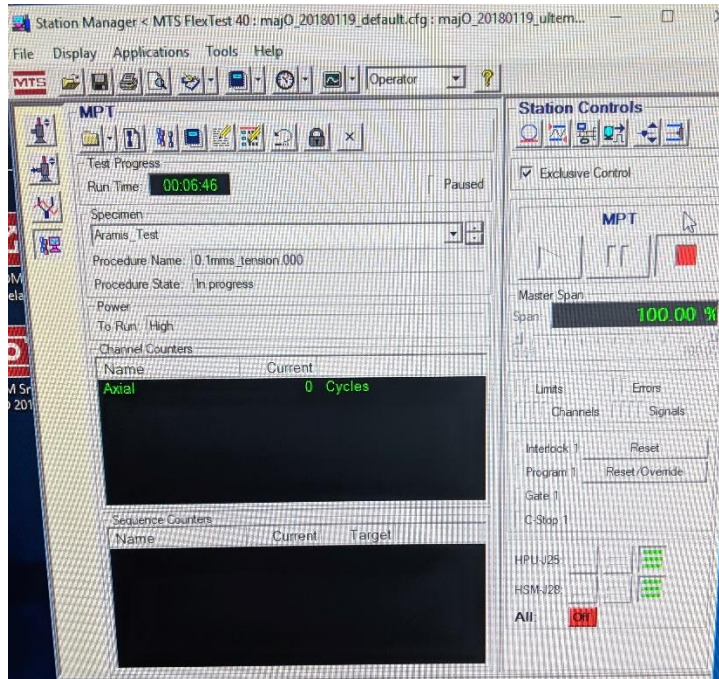 Station Manager < MTS FlexTest 40 : majO_20180119_default.cfg : majO_20180119_ultem...
File Display Applications Tools Help
MTS
Operator
MPT
Test Progress
Run Time: 00:06:46
Paused
Specimen
Aramis_Test
Procedure Name: 0.1mms_tension.000
Procedure State: In progress
Power
To Run: High
Channel Counters
Name Current
Axial 0 Cycles
Sequence Counters
Name Current Target
Station Controls
Exclusive Control
MPT
Master Span
Span: 100.00 %
Limits Errors
Channels Signals
Interlock 1 Reset
Program 1 Reset/Override
Gate 1
C-Stop 1
HPU-J25:
HSM-J28:
All: Off